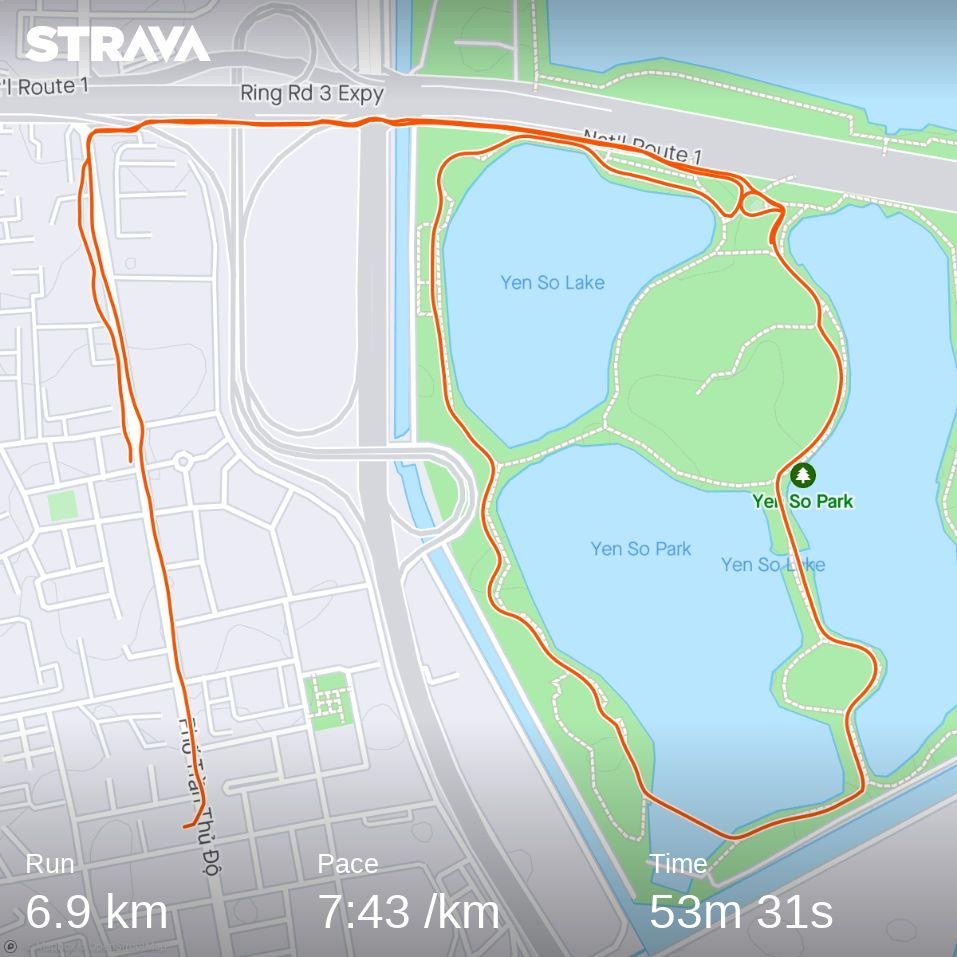 STRAVA
'l Route 1
Ring Rd 3 Expy
Nat'l Route 1
Yen So Lake
Yen So Park
Yen So Park
Yen So Lake
Phố Trần Thủ Độ
Run
Pace
Time
6.9 km
7:43 /km
53m 31s